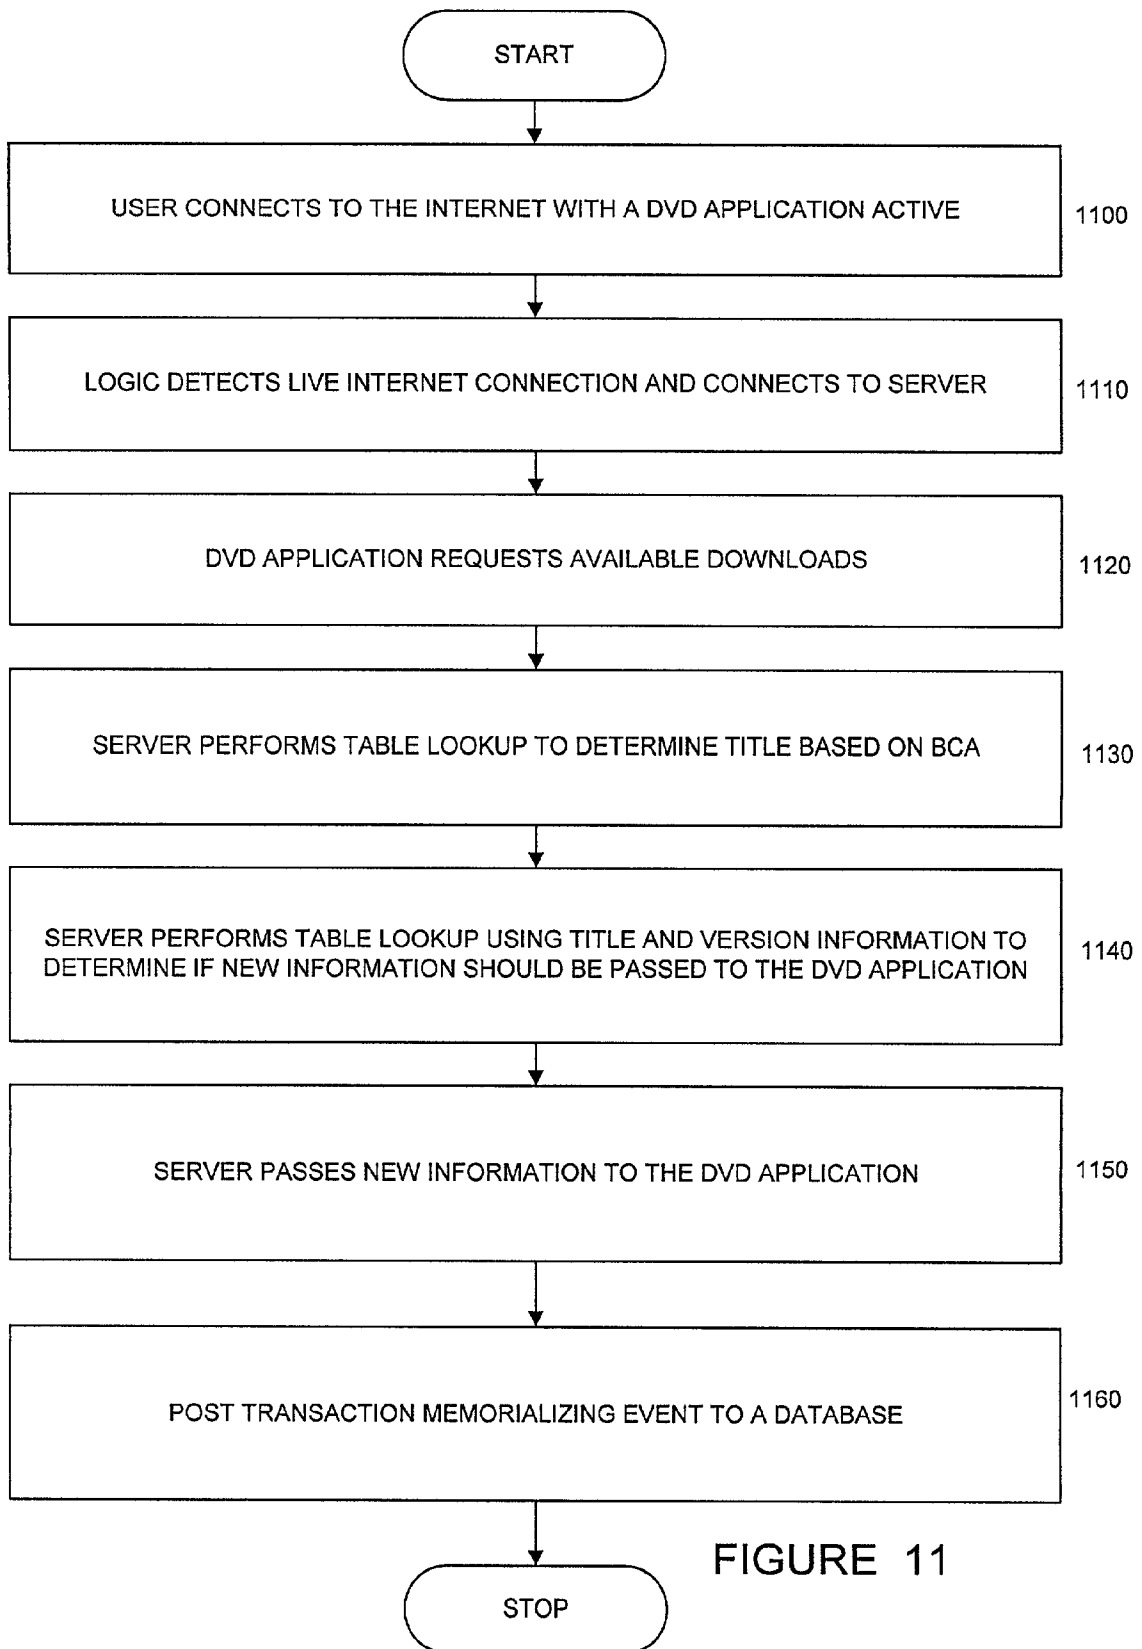 START
USER CONNECTS TO THE INTERNET WITH A DVD APPLICATION ACTIVE
1100
LOGIC DETECTS LIVE INTERNET CONNECTION AND CONNECTS TO SERVER
1110
DVD APPLICATION REQUESTS AVAILABLE DOWNLOADS
1120
SERVER PERFORMS TABLE LOOKUP TO DETERMINE TITLE BASED ON BCA
1130
SERVER PERFORMS TABLE LOOKUP USING TITLE AND VERSION INFORMATION TO
DETERMINE IF NEW INFORMATION SHOULD BE PASSED TO THE DVD APPLICATION
1140
SERVER PASSES NEW INFORMATION TO THE DVD APPLICATION
1150
POST TRANSACTION MEMORIALIZING EVENT TO A DATABASE
1160
FIGURE 11
STOP